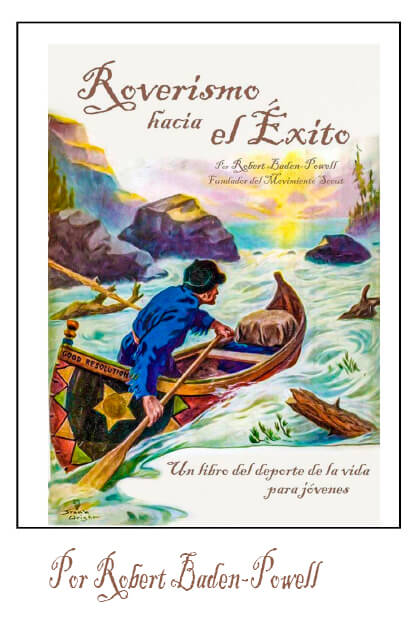 Roverismo
hacia
el Éxito
Por Robert Baden-Powell
Fundador del Movimiento Scout
GOOD RESOLUTION
Un libro del deporte de la vida
para jóvenes
Por Robert Baden-Powell